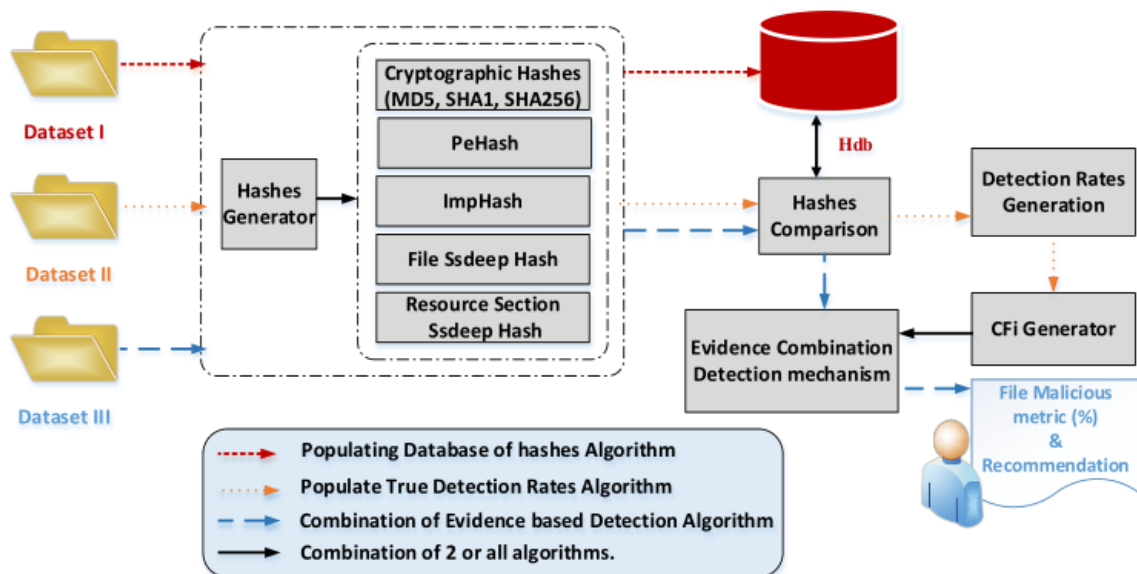 Dataset I
Dataset II
Dataset III
Hashes
Generator
Cryptographic Hashes
(MD5, SHA1, SHA256)
PeHash
ImpHash
File Ssdeep Hash
Resource Section
Ssdeep Hash
Hdb
Hashes
Comparison
Detection Rates
Generation
CFi Generator
Evidence Combination
Detection mechanism
File Malicious
metric (%)
&
Recommendation
Populating Database of hashes Algorithm
Populate True Detection Rates Algorithm
Combination of Evidence based Detection Algorithm
Combination of 2 or all algorithms.